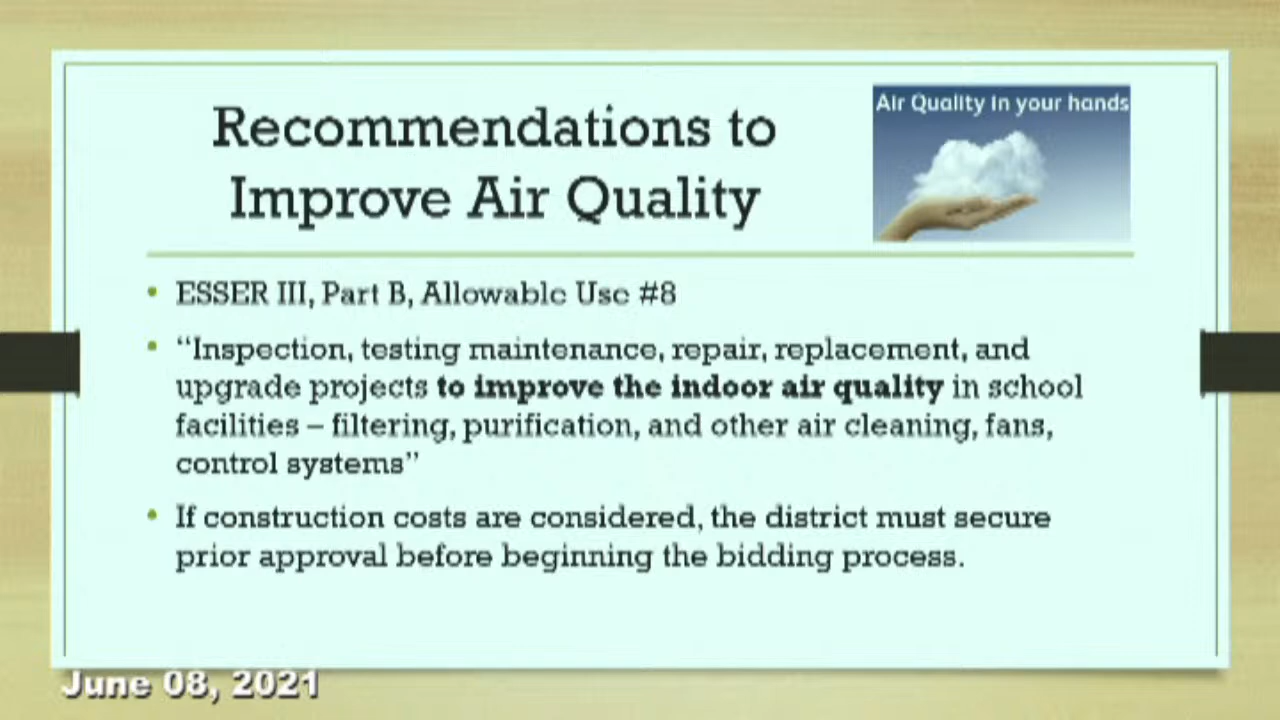 Recommendations to
Improve Air Quality
Air Quality in your hands
• ESSER III, Part B, Allowable Use #8
• “Inspection, testing maintenance, repair, replacement, and
upgrade projects to improve the indoor air quality in school
facilities – filtering, purification, and other air cleaning, fans,
control systems”
• If construction costs are considered, the district must secure
prior approval before beginning the bidding process.
June 08, 2021